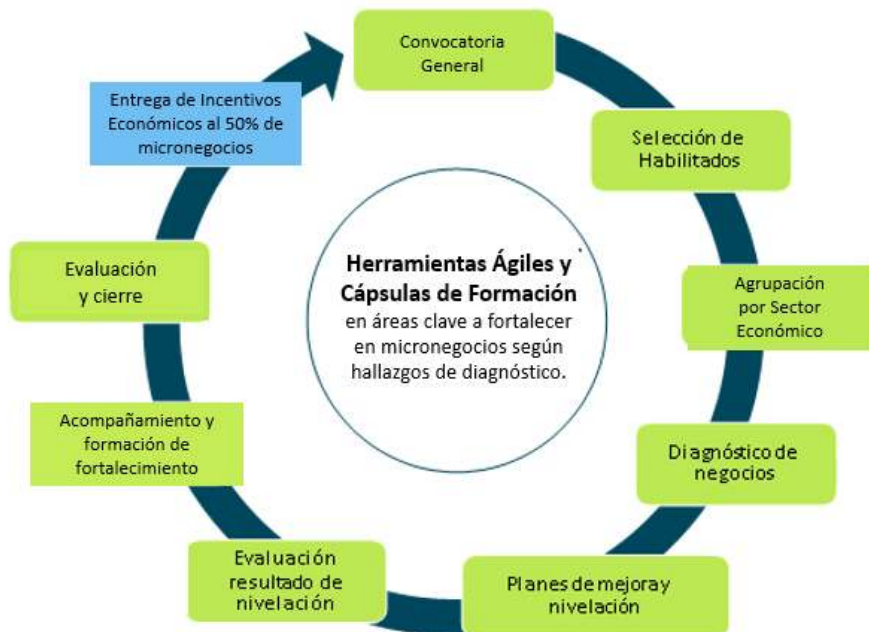 Convocatoria
General
Selección de
Habilitados
Agrupación
por Sector
Económico
Diagnóstico de
negocios
Planes de mejora y
nivelación
Evaluación
resultado de
nivelación
Acompañamiento y
formación de
fortalecimiento
Evaluación
y cierre
Entrega de Incentivos
Económicos al 50% de
micronegocios
Herramientas Ágiles y
Cápsulas de Formación
en áreas clave a fortalecer
en micronegocios según
hallazgos de diagnóstico.